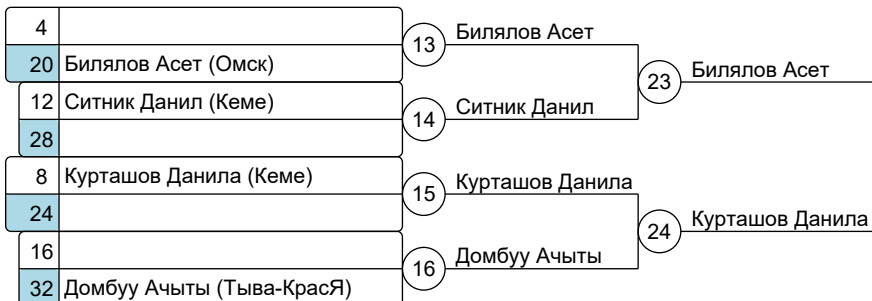 4
20 Билялов Асет (Омск)
13 Билялов Асет
12 Ситник Данил (Кеме)
28
14 Ситник Данил
23 Билялов Асет
8 Курташов Данила (Кеме)
24
15 Курташов Данила
16
32 Домбуу Ачыты (Тыва-КрасЯ)
16 Домбуу Ачыты
24 Курташов Данила